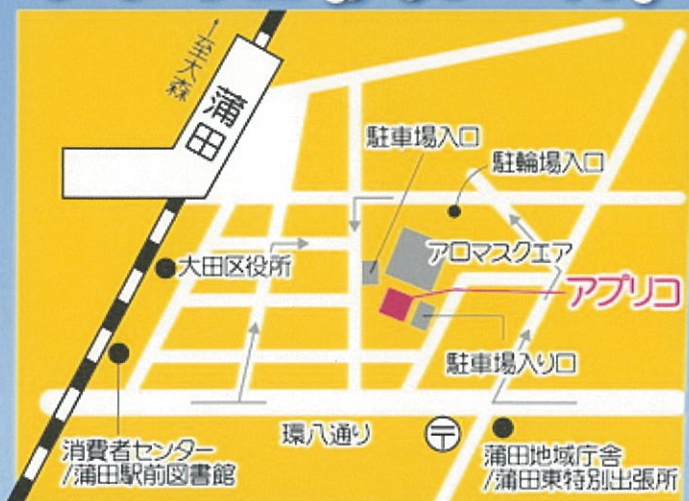 ←至大森
蒲田
駐車場入口
駐輪場入口
大田区役所
アロマスクエア
アプリコ
駐車場入り口
環八通り
〒
消費者センター
/蒲田駅前図書館
蒲田地域庁舎
/蒲田東特別出張所